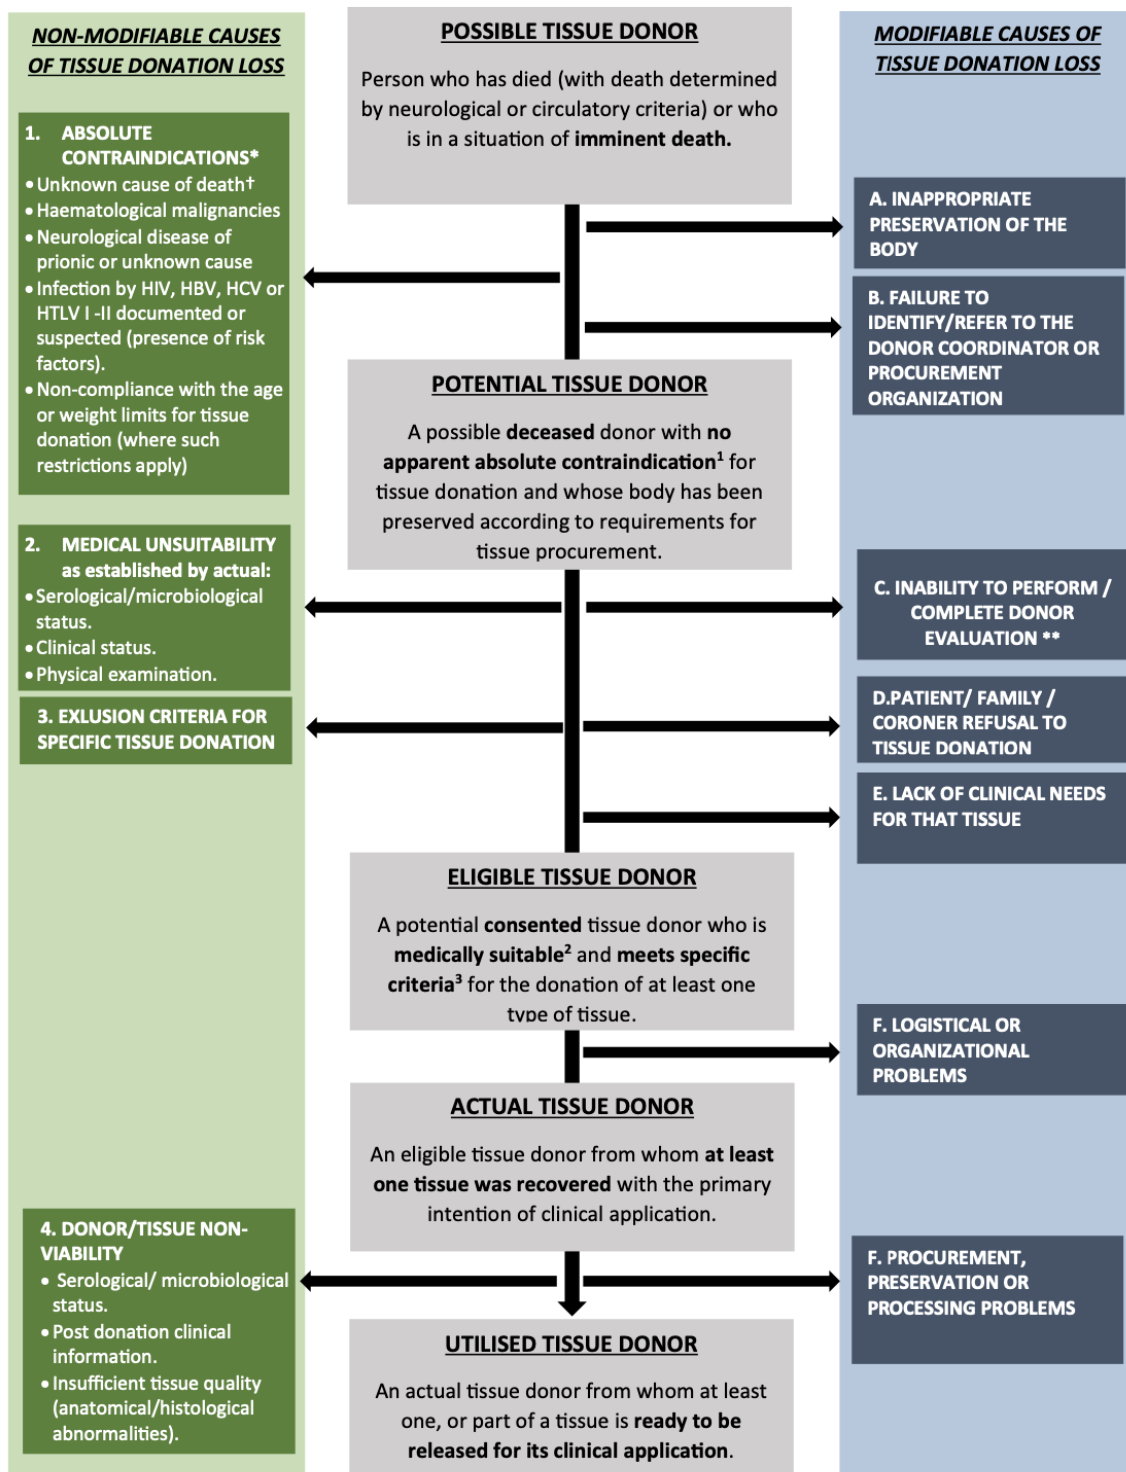 NON-MODIFIABLE CAUSES
OF TISSUE DONATION LOSS
1. ABSOLUTE
CONTRAINDICATIONS*
• Unknown cause of death†
• Haematological malignancies
• Neurological disease of
prionic or unknown cause
• Infection by HIV, HBV, HCV or
HTLV I -II documented or
suspected (presence of risk
factors).
• Non-compliance with the age
or weight limits for tissue
donation (where such
restrictions apply)
2. MEDICAL UNSUITABILITY
as established by actual:
• Serological/microbiological
status.
• Clinical status.
• Physical examination.
3. EXLUSION CRITERIA FOR
SPECIFIC TISSUE DONATION
4. DONOR/TISSUE NON-
VIABILITY
• Serological/ microbiological
status.
• Post donation clinical
information.
• Insufficient tissue quality
(anatomical/histological
abnormalities).
POSSIBLE TISSUE DONOR
Person who has died (with death determined
by neurological or circulatory criteria) or who
is in a situation of imminent death.
POTENTIAL TISSUE DONOR
A possible deceased donor with no
apparent absolute contraindication¹ for
tissue donation and whose body has been
preserved according to requirements for
tissue procurement.
ELIGIBLE TISSUE DONOR
A potential consented tissue donor who is
medically suitable² and meets specific
criteria³ for the donation of at least one
type of tissue.
ACTUAL TISSUE DONOR
An eligible tissue donor from whom at least
one tissue was recovered with the primary
intention of clinical application.
UTILISED TISSUE DONOR
An actual tissue donor from whom at least
one, or part of a tissue is ready to be
released for its clinical application.
MODIFIABLE CAUSES OF
TISSUE DONATION LOSS
A. INAPPROPRIATE
PRESERVATION OF THE
BODY
B. FAILURE TO
IDENTIFY/REFER TO THE
DONOR COORDINATOR OR
PROCUREMENT
ORGANIZATION
C. INABILITY TO PERFORM /
COMPLETE DONOR
EVALUATION **
D.PATIENT/ FAMILY /
CORONER REFUSAL TO
TISSUE DONATION
E. LACK OF CLINICAL NEEDS
FOR THAT TISSUE
F. LOGISTICAL OR
ORGANIZATIONAL
PROBLEMS
F. PROCUREMENT,
PRESERVATION OR
PROCESSING PROBLEMS